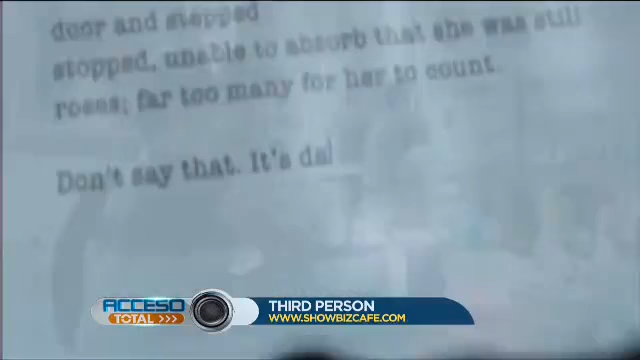 door and stepped
stopped, unable to absorb that she was still
roses; far too many for her to count.
Don't say that. It's da
ACCESO
TOTAL >>>
THIRD PERSON
WWW.SHOWBIZCAFE.COM